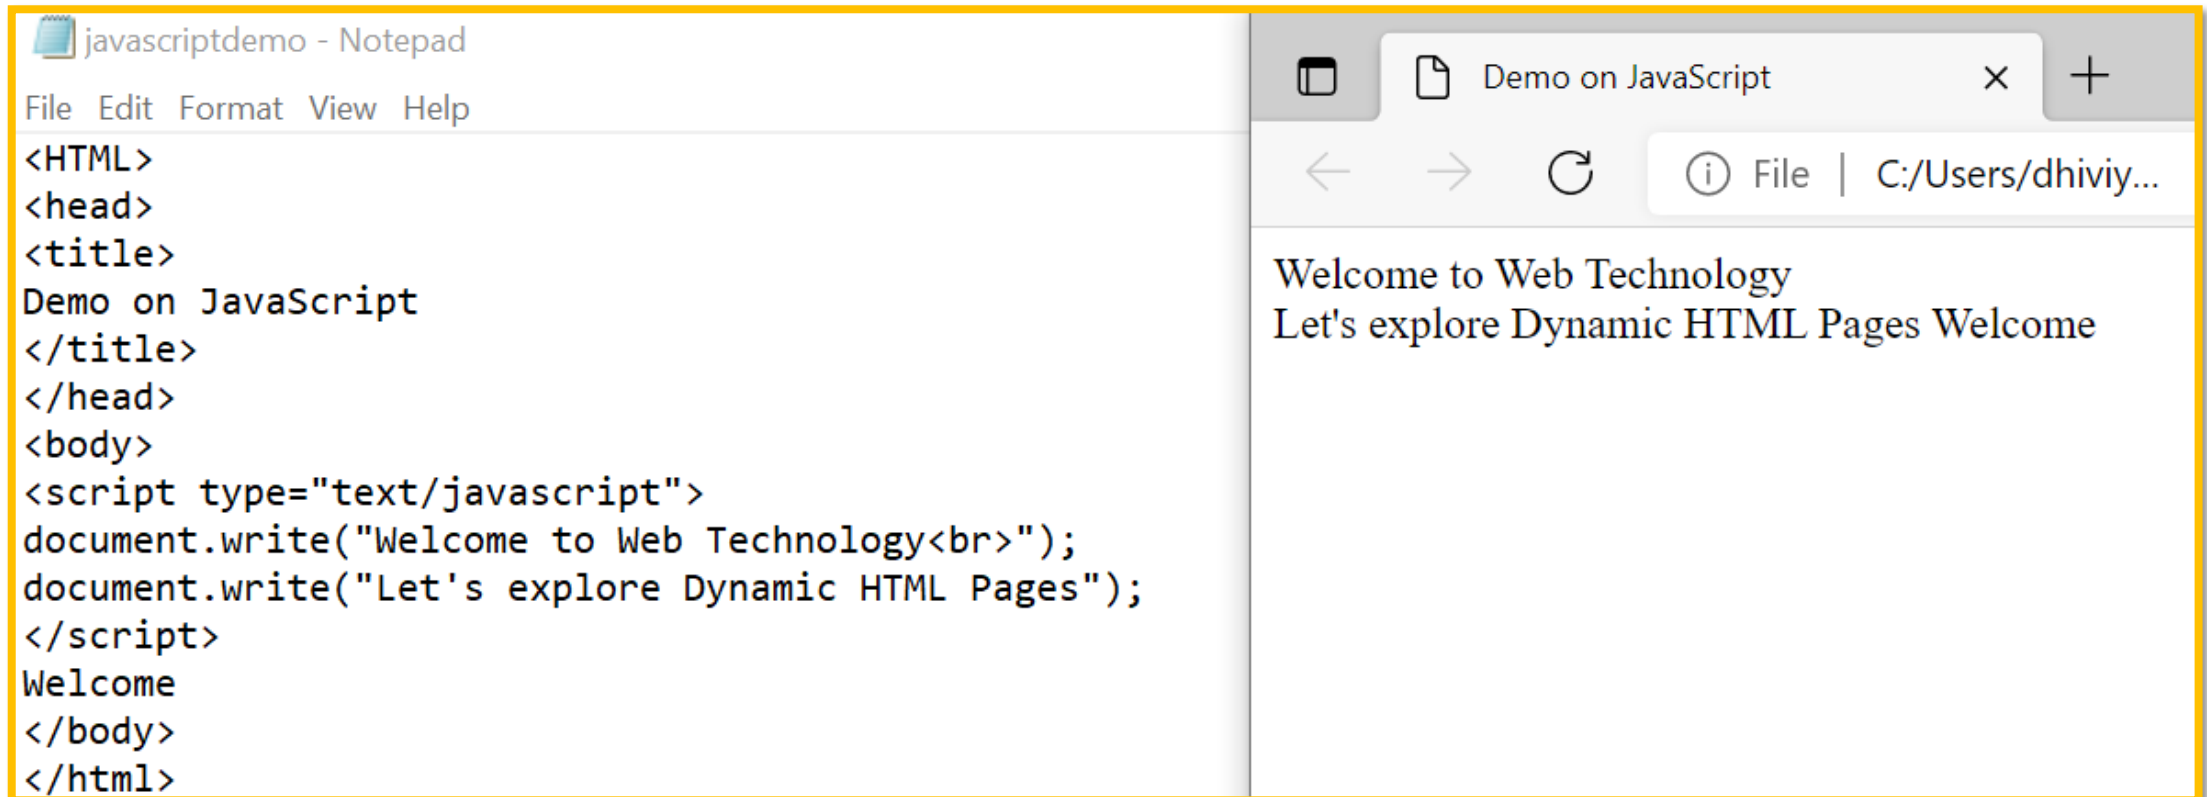 javascriptdemo - Notepad
File Edit Format View Help
<HTML>
<head>
<title>
Demo on JavaScript
</title>
</head>
<body>
<script type="text/javascript">
document.write("Welcome to Web Technology<br>");
document.write("Let's explore Dynamic HTML Pages");
</script>
Welcome
</body>
</html>
Demo on JavaScript
File | C:/Users/dhiviy...
Welcome to Web Technology
Let's explore Dynamic HTML Pages Welcome